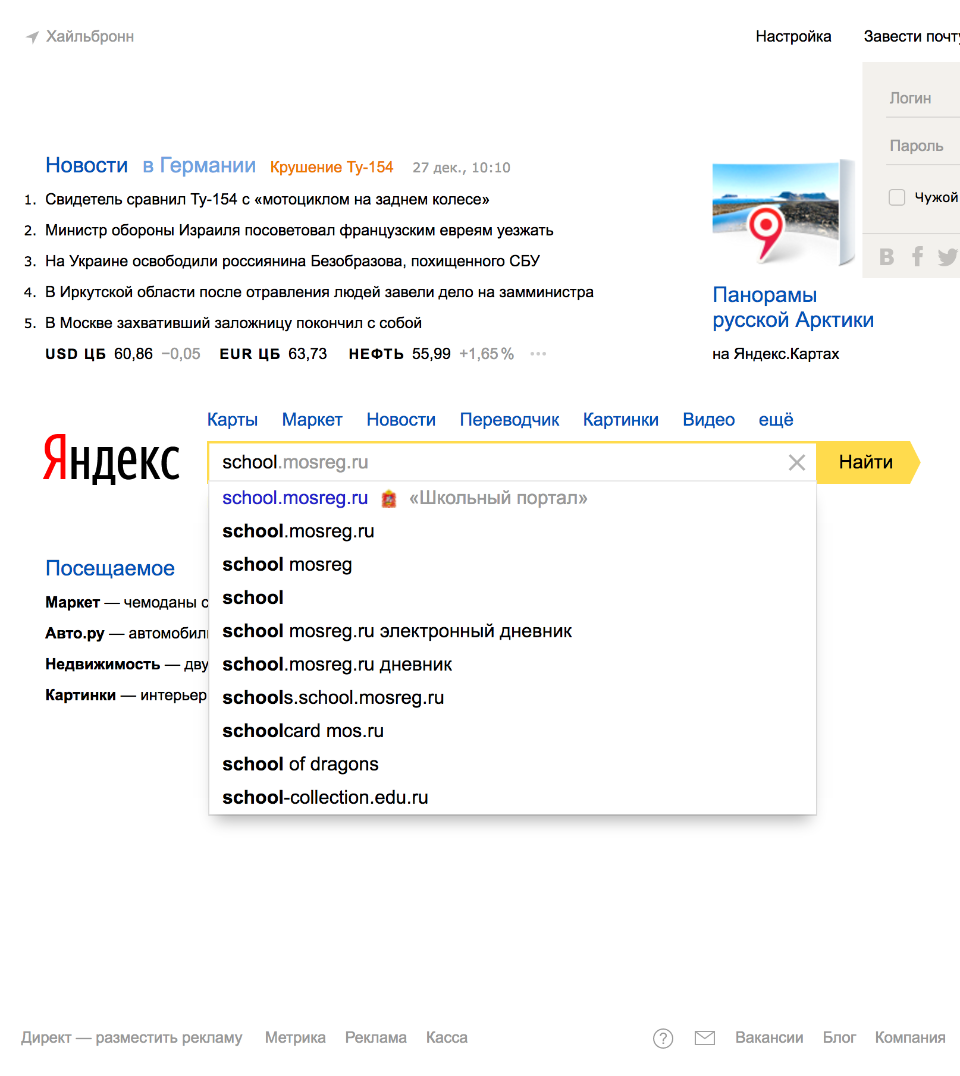 Хайльбронн
Настройка Завести почту
Логин
Пароль
Чужой
Новости в Германии Крушение Ту-154 27 дек., 10:10
1. Свидетель сравнил Ту-154 с «мотоциклом на заднем колесе»
2. Министр обороны Израиля посоветовал французским евреям уезжать
3. На Украине освободили россиянина Безобразова, похищенного СБУ
4. В Иркутской области после отравления людей завели дело на замминистра
5. В Москве захвативший заложницу покончил с собой
USD ЦБ 60,86 −0,05 EUR ЦБ 63,73 НЕФТЬ 55,99 +1,65 % ···
Панорамы
русской Арктики
на Яндекс.Картах
Карты Маркет Новости Переводчик Картинки Видео ещё
Яндекс school.mosreg.ru Найти
school.mosreg.ru «Школьный портал»
school.mosreg.ru
school mosreg
school
school mosreg.ru электронный дневник
school.mosreg.ru дневник
schools.school.mosreg.ru
schoolcard mos.ru
school of dragons
school-collection.edu.ru
Посещаемое
Маркет — чемоданы с
Авто.ру —
Недвижимость — дву
Картинки — интерьер
Директ — разместить рекламу Метрика Реклама Касса
? Вакансии Блог Компания